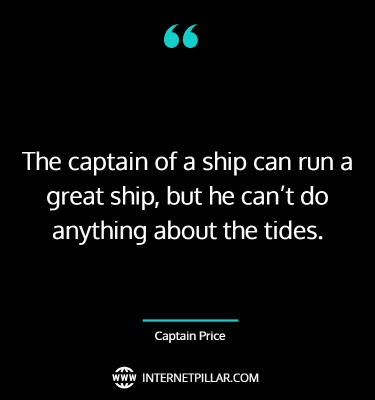 “
The captain of a ship can run a
great ship, but he can’t do
anything about the tides.
Captain Price
WWW INTERNETPILLAR.COM